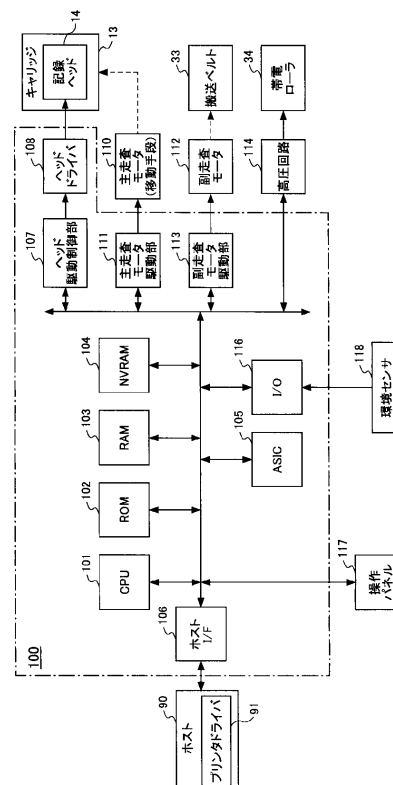 100
90
ホスト
プリンタドライバ
91
106
ホスト
I/F
101
CPU
102
ROM
103
RAM
104
NVRAM
105
ASIC
116
I/O
117
操作
パネル
118
環境センサ
107
ヘッド
駆動制御部
108
ヘッド
ドライバ
キャリッジ
13
記録
ヘッド
14
111
主走査
モータ
駆動部
110
主走査
モータ
(移動手段)
113
副走査
モータ
駆動部
112
副走査
モータ
33
搬送ベルト
114
高圧回路
34
帯電
ローラ